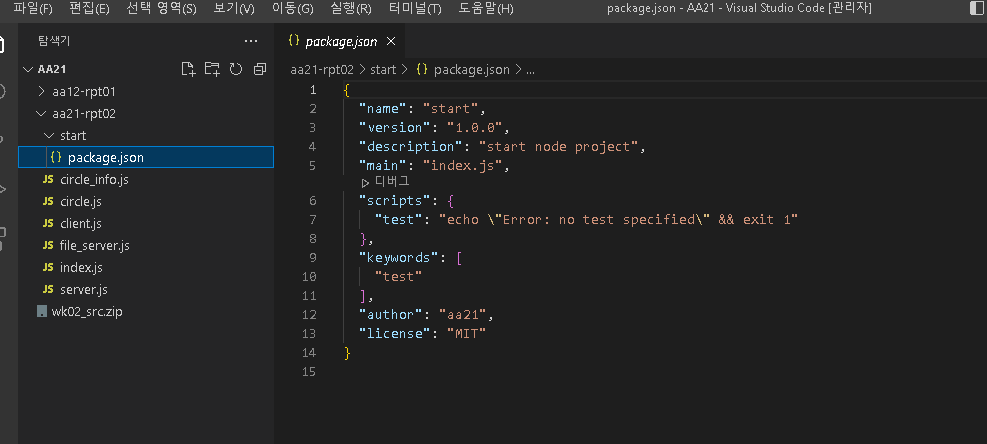 파일(F) 편집(E) 선택 영역(S) 보기(V) 이동(G) 실행(R) 터미널(T) 도움말(H) package.json - AA21 - Visual Studio Code [관리자]
탐색기 ...
AA21
aa12-rpt01
aa21-rpt02
start
{} package.json
JS circle_info.js
JS circle.js
JS client.js
JS file_server.js
JS index.js
JS server.js
wk02_src.zip
{} package.json ×
aa21-rpt02 > start > {} package.json > ...
1 {
2 "name": "start",
3 "version": "1.0.0",
4 "description": "start node project",
5 "main": "index.js",
디버그
6 "scripts": {
7 "test": "echo \"Error: no test specified\" && exit 1"
8 },
9 "keywords": [
10 "test"
11 ],
12 "author": "aa21",
13 "license": "MIT"
14 }
15